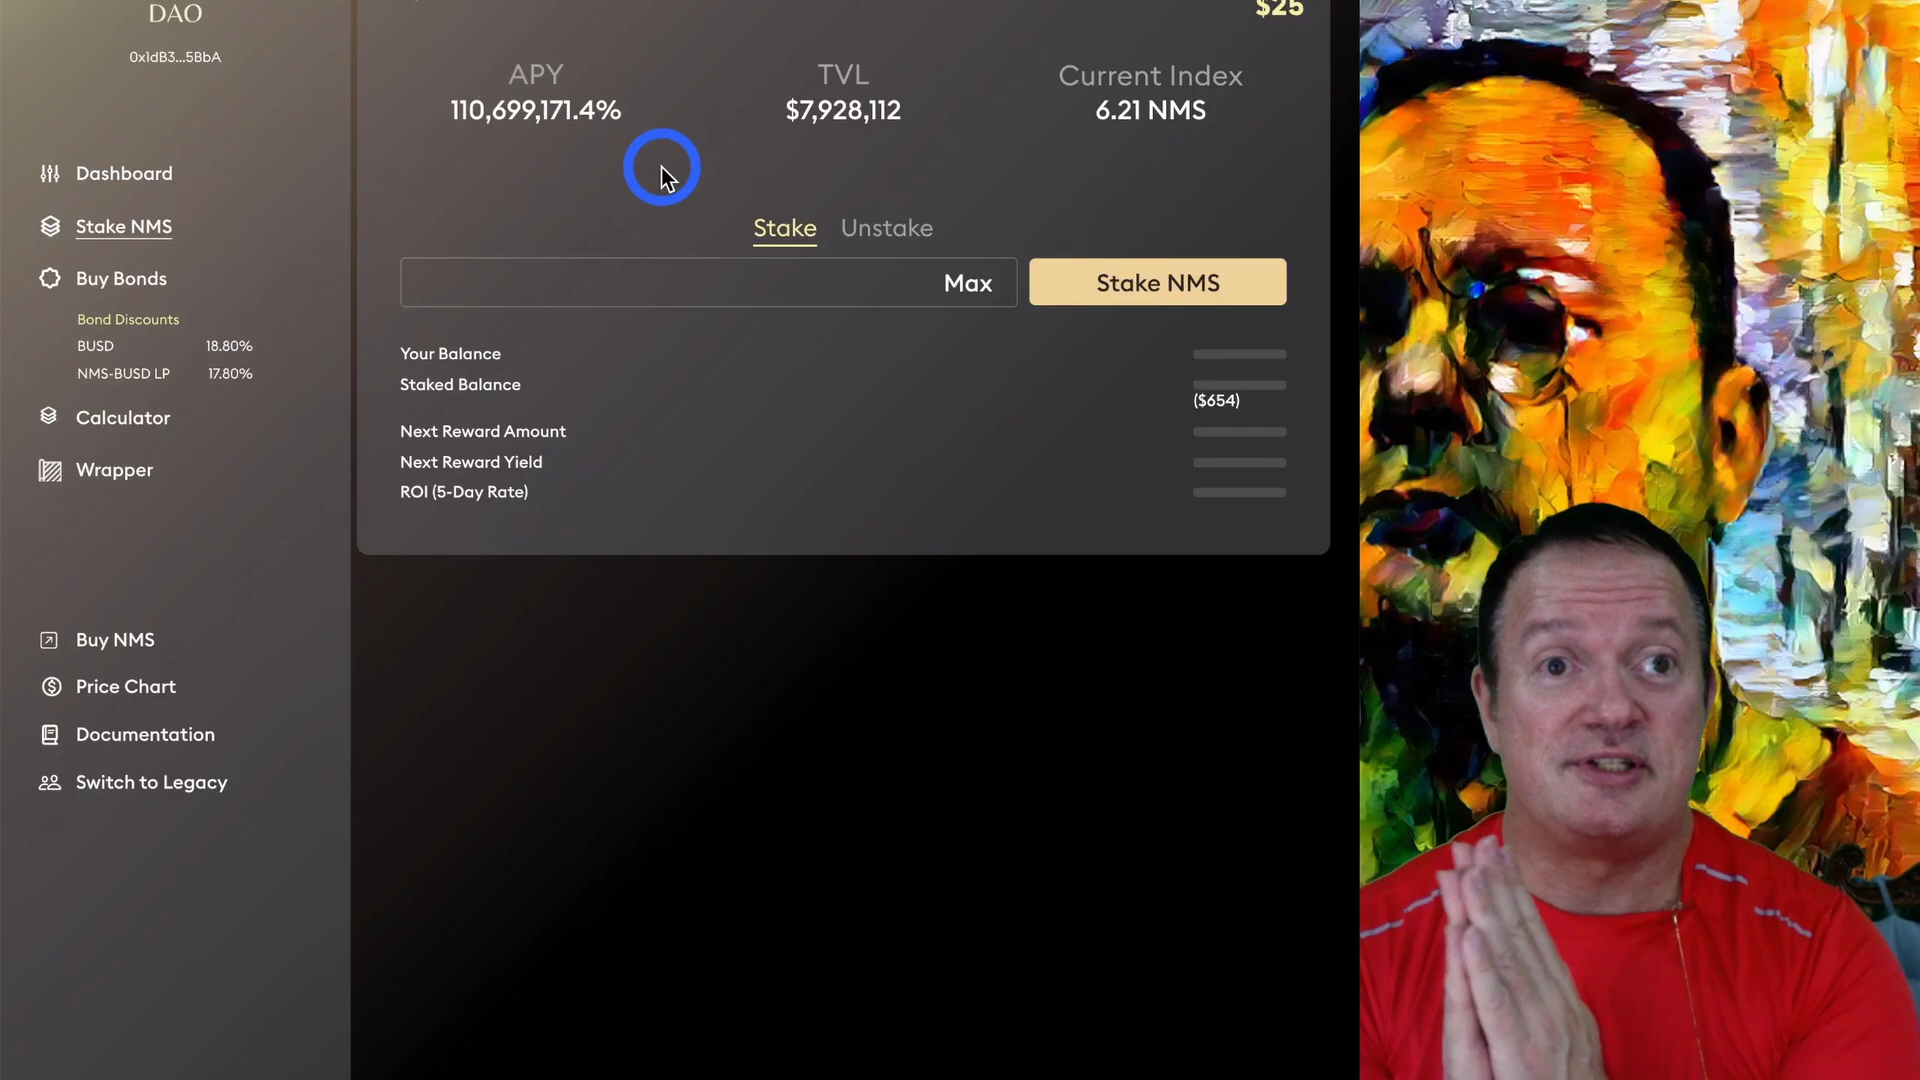 DAO
0x1dB3...5BbA
Dashboard
Stake NMS
Buy Bonds
Bond Discounts
BUSD 18.80%
NMS-BUSD LP 17.80%
Calculator
Wrapper
Buy NMS
Price Chart
Documentation
Switch to Legacy
$25
APY TVL Current Index
110,699,171.4% $7,928,112 6.21 NMS
Stake Unstake
Max Stake NMS
Your Balance
Staked Balance
($654)
Next Reward Amount
Next Reward Yield
ROI (5-Day Rate)